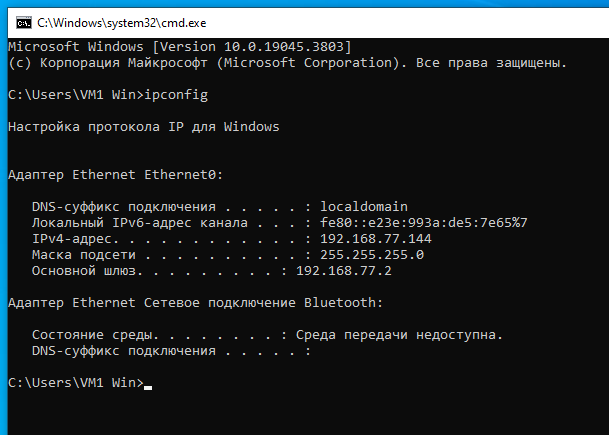 C:\Windows\system32\cmd.exe
Microsoft Windows [Version 10.0.19045.3803]
(c) Корпорация Майкрософт (Microsoft Corporation). Все права защищены.
C:\Users\VM1 Win>ipconfig
Настройка протокола IP для Windows
Адаптер Ethernet Ethernet0:
DNS-суффикс подключения . . . . . : localdomain
Локальный IPv6-адрес канала . . . : fe80::e23e:993a:de5:7e65%7
IPv4-адрес. . . . . . . . . . . . : 192.168.77.144
Маска подсети . . . . . . . . . . : 255.255.255.0
Основной шлюз. . . . . . . . . : 192.168.77.2
Адаптер Ethernet Сетевое подключение Bluetooth:
Состояние среды. . . . . . . . : Среда передачи недоступна.
DNS-суффикс подключения . . . . . :
C:\Users\VM1 Win>